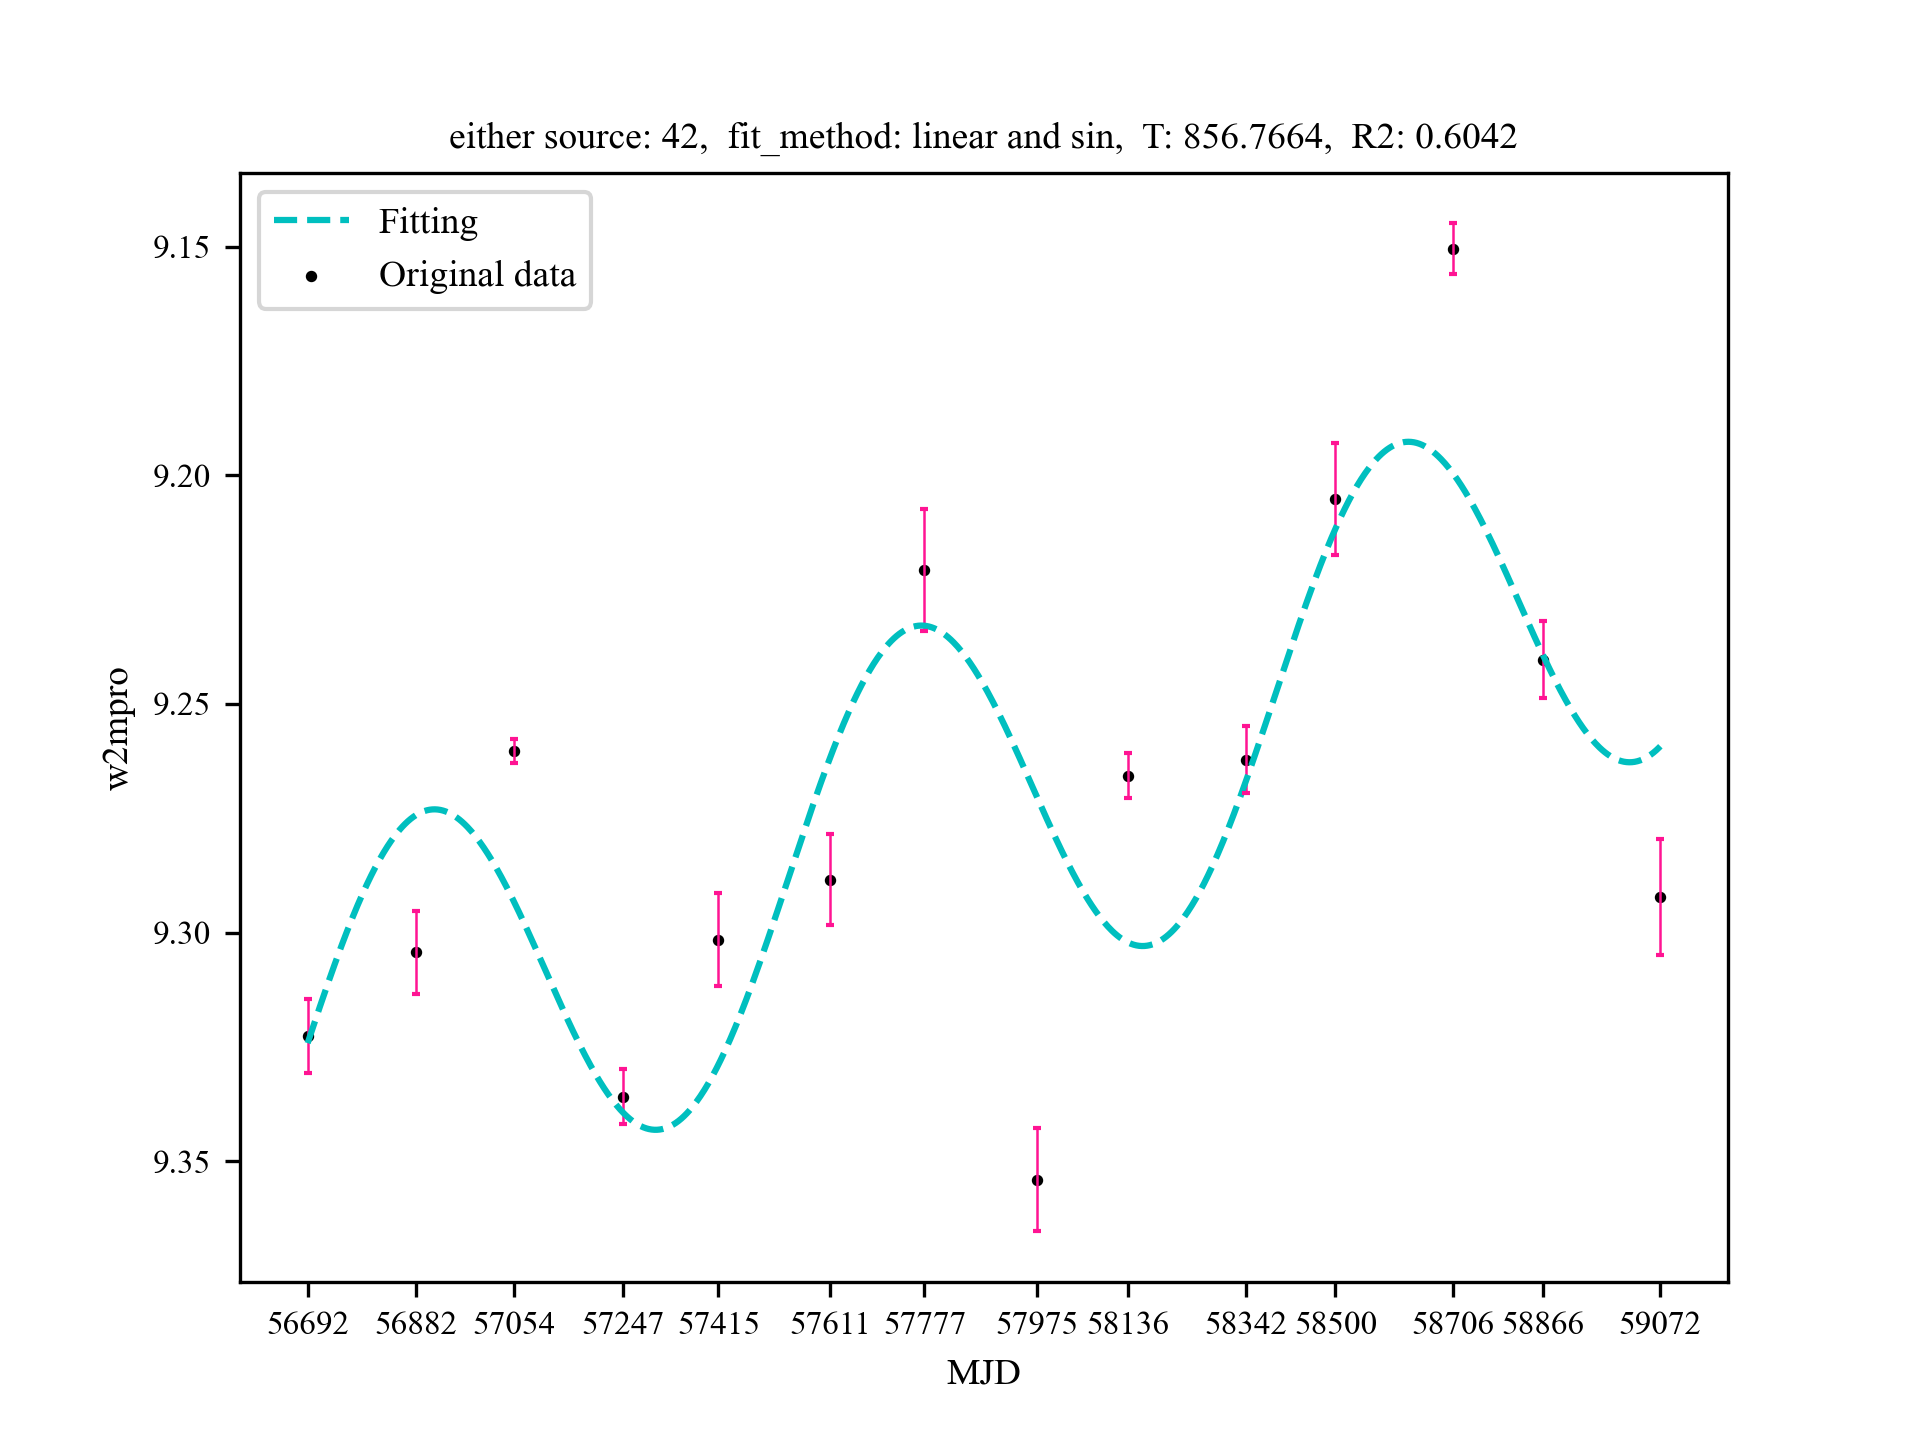 either source: 42,  fit_method: linear and sin,  T: 856.7664,  R2: 0.6042
Fitting
Original data
9.15
9.20
9.25
9.30
9.35
w2mpro
56692 56882 57054 57247 57415 57611 57777 57975 58136 58342 58500 58706 58866 59072
MJD